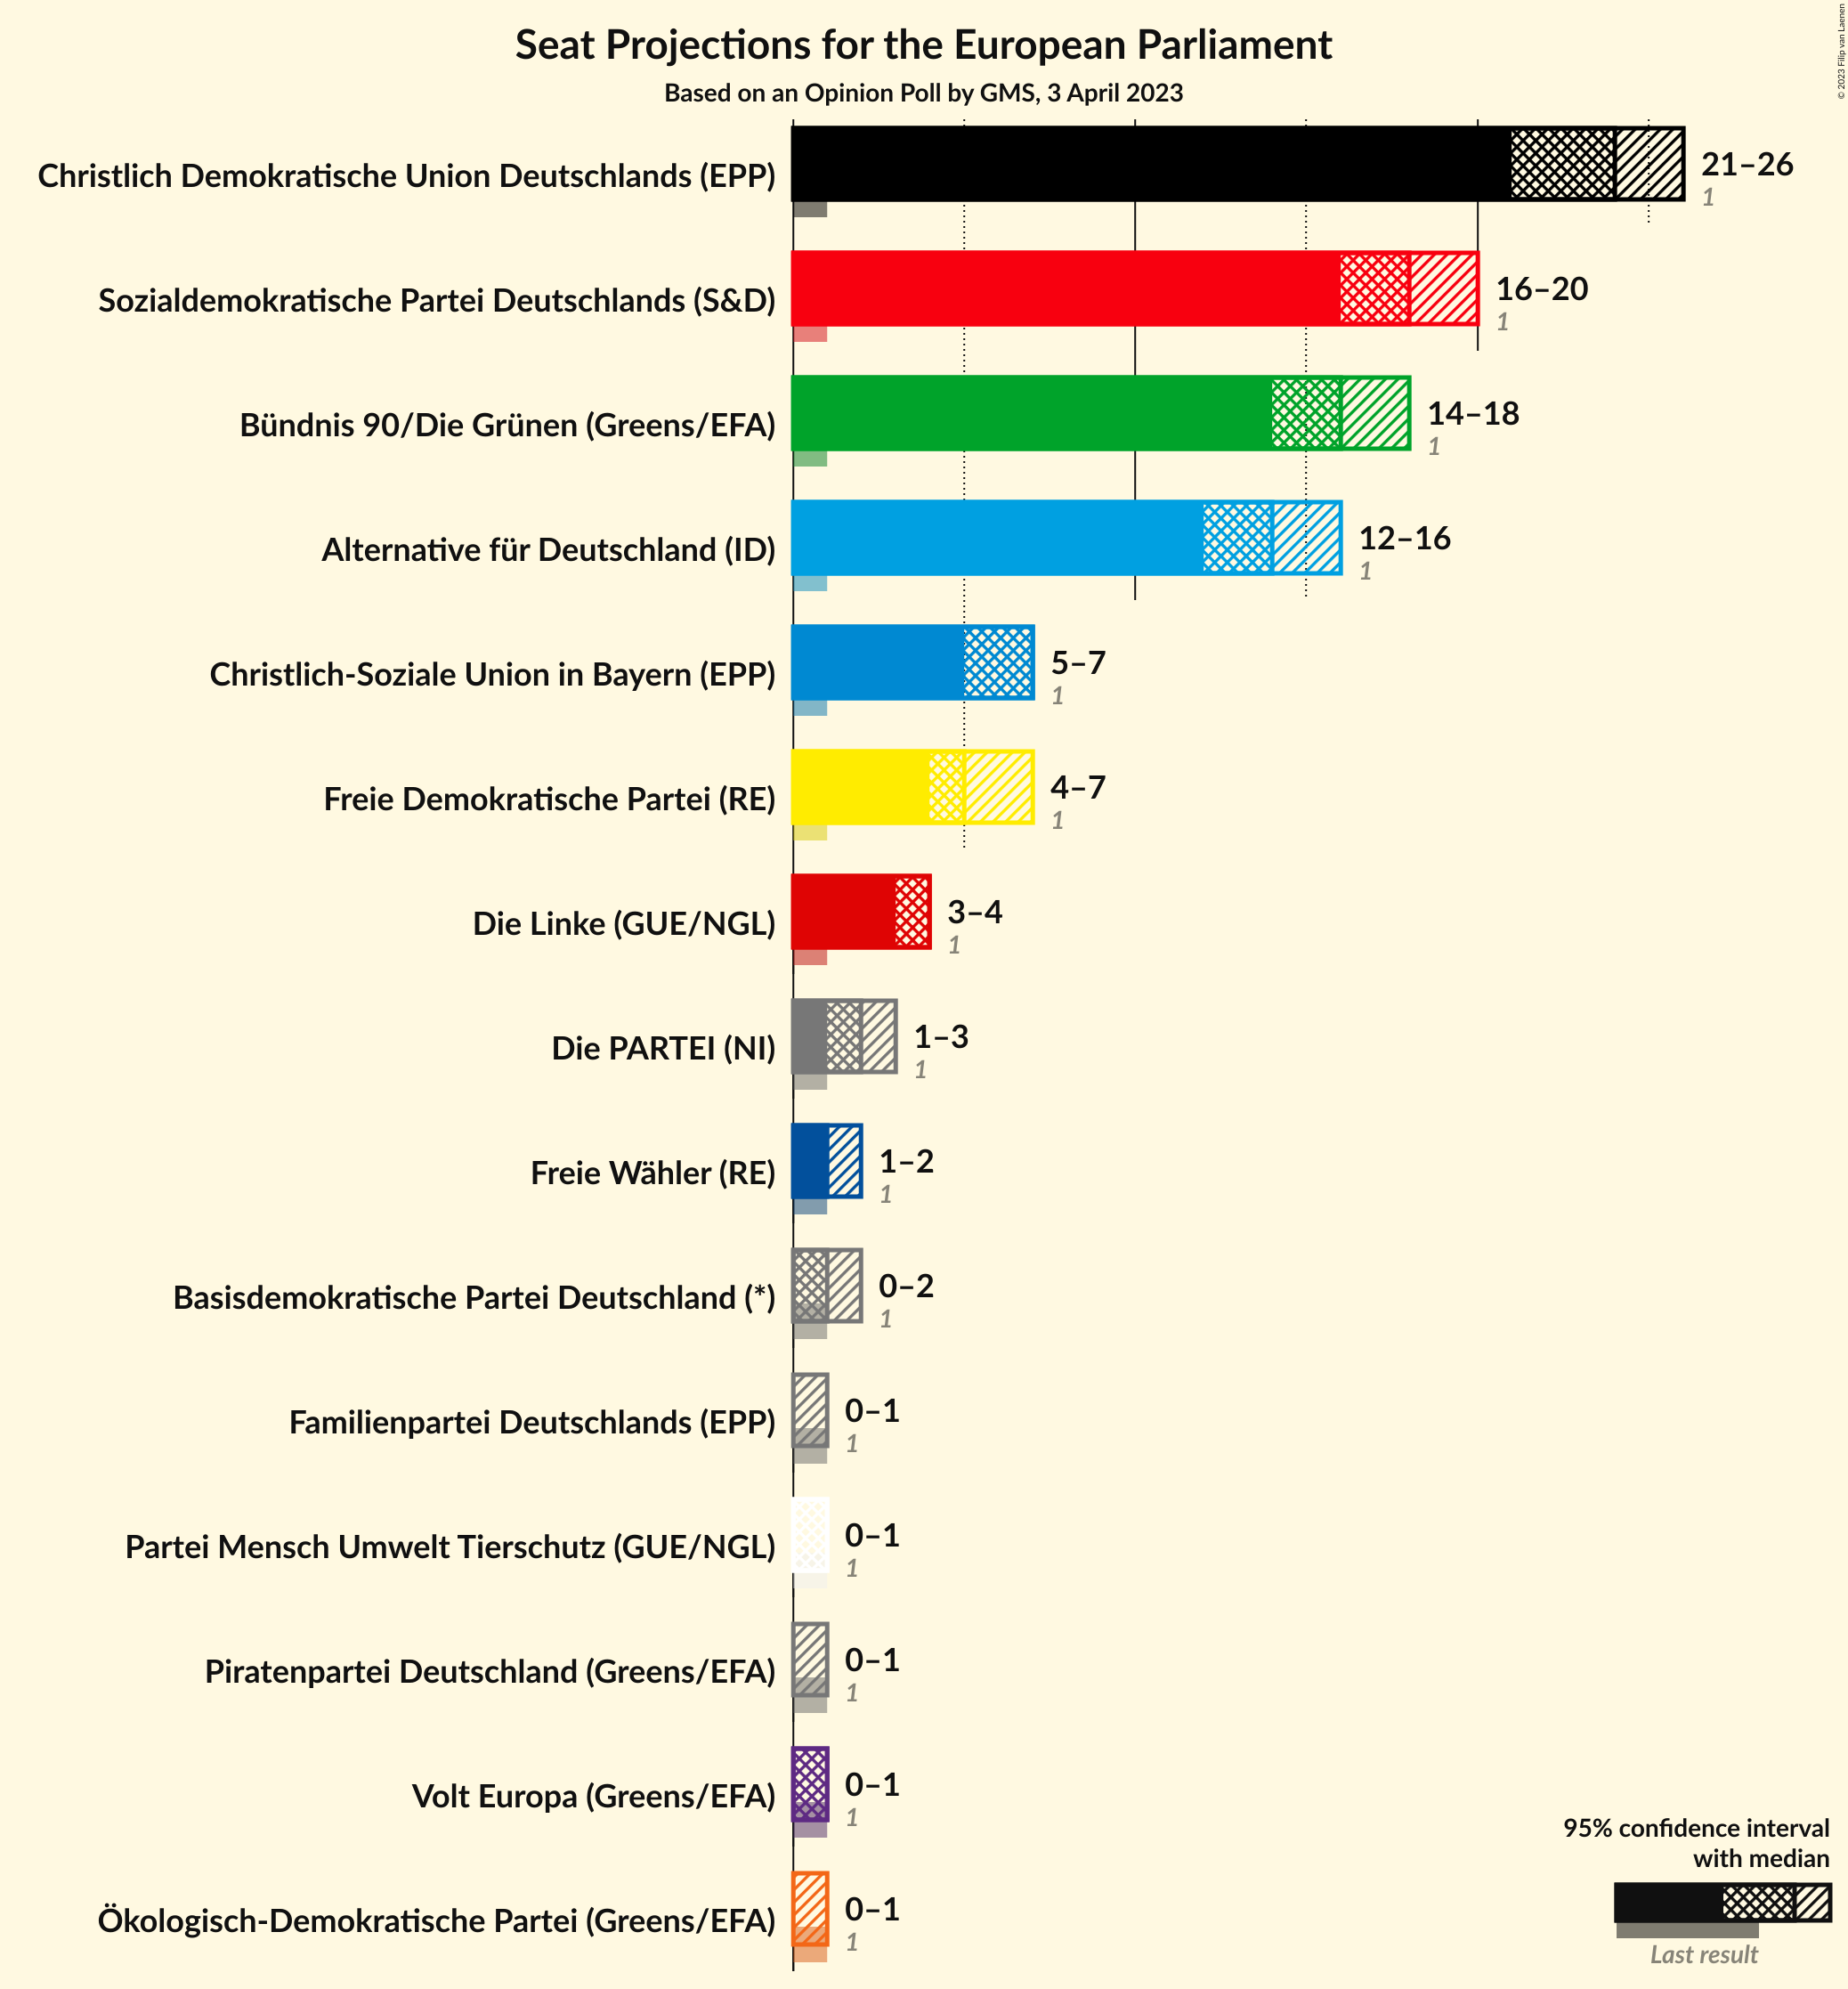 Seat Projections for the European Parliament
Based on an Opinion Poll by GMS, 3 April 2023
© 2023 Filip van Laenen
Christlich Demokratische Union Deutschlands (EPP)
21–26
1
Sozialdemokratische Partei Deutschlands (S&D)
16–20
1
Bündnis 90/Die Grünen (Greens/EFA)
14–18
1
Alternative für Deutschland (ID)
12–16
1
Christlich-Soziale Union in Bayern (EPP)
5–7
1
Freie Demokratische Partei (RE)
4–7
1
Die Linke (GUE/NGL)
3–4
1
Die PARTEI (NI)
1–3
1
Freie Wähler (RE)
1–2
1
Basisdemokratische Partei Deutschland (*)
0–2
1
Familienpartei Deutschlands (EPP)
0–1
1
Partei Mensch Umwelt Tierschutz (GUE/NGL)
0–1
1
Piratenpartei Deutschland (Greens/EFA)
0–1
1
Volt Europa (Greens/EFA)
0–1
1
Ökologisch-Demokratische Partei (Greens/EFA)
0–1
1
95% confidence interval
with median
Last result